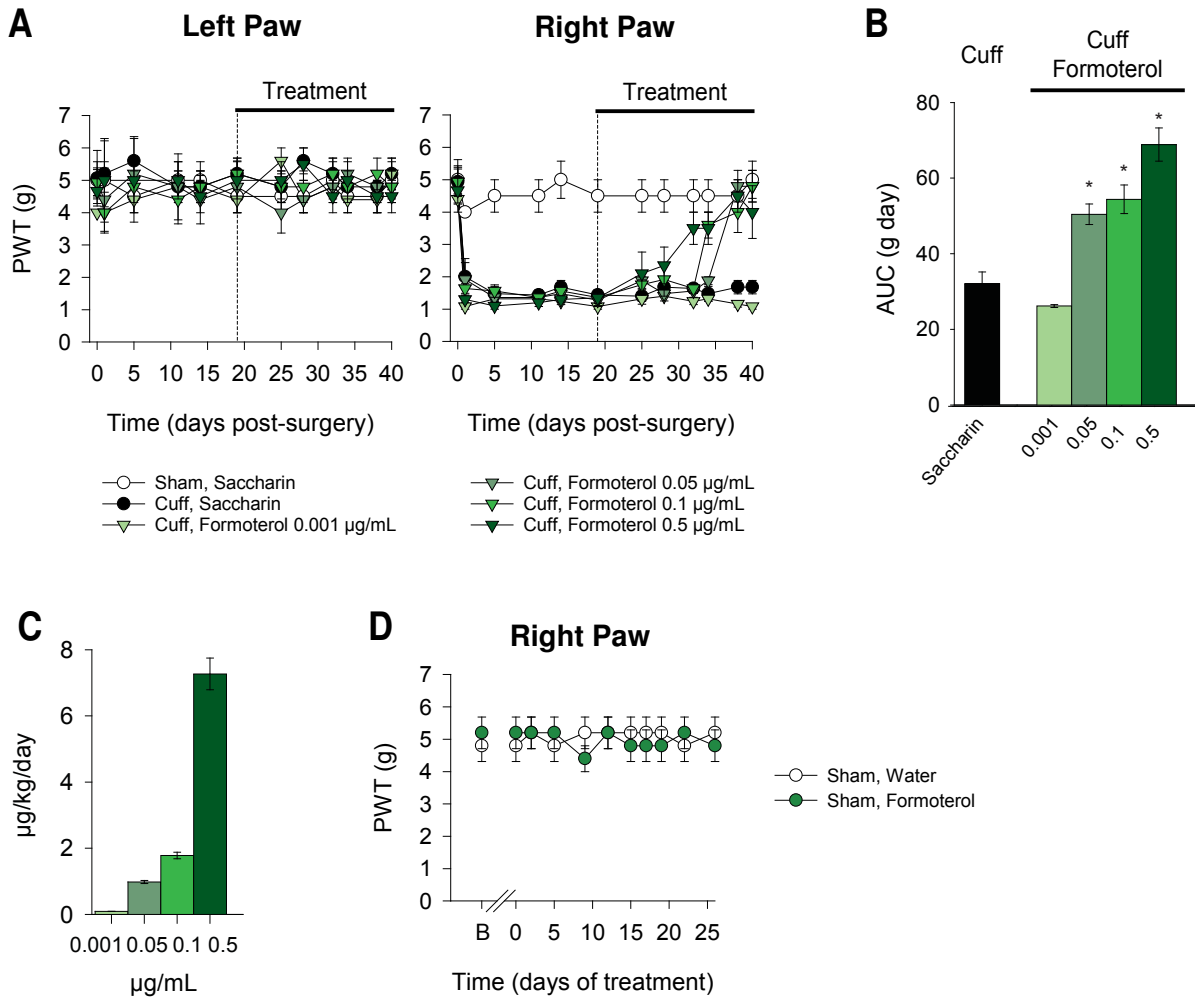 A
Left Paw
Right Paw
Treatment
Treatment
7
6
5
4
3
2
1
0
PWT (g)
0 5 10 15 20 25 30 35 40
Time (days post-surgery)
7
6
5
4
3
2
1
0
0 5 10 15 20 25 30 35 40
Time (days post-surgery)
Sham, Saccharin
Cuff, Saccharin
Cuff, Formoterol 0.001 µg/mL
Cuff, Formoterol 0.05 µg/mL
Cuff, Formoterol 0.1 µg/mL
Cuff, Formoterol 0.5 µg/mL
B
Cuff
Cuff
Formoterol
80
60
40
20
0
AUC (g day)
* * *
Saccharin 0.001 0.05 0.1 0.5
C
8
6
4
2
0
µg/kg/day
0.001 0.05 0.1 0.5
µg/mL
D
Right Paw
7
6
5
4
3
2
1
0
PWT (g)
B 0 5 10 15 20 25
Time (days of treatment)
Sham, Water
Sham, Formoterol